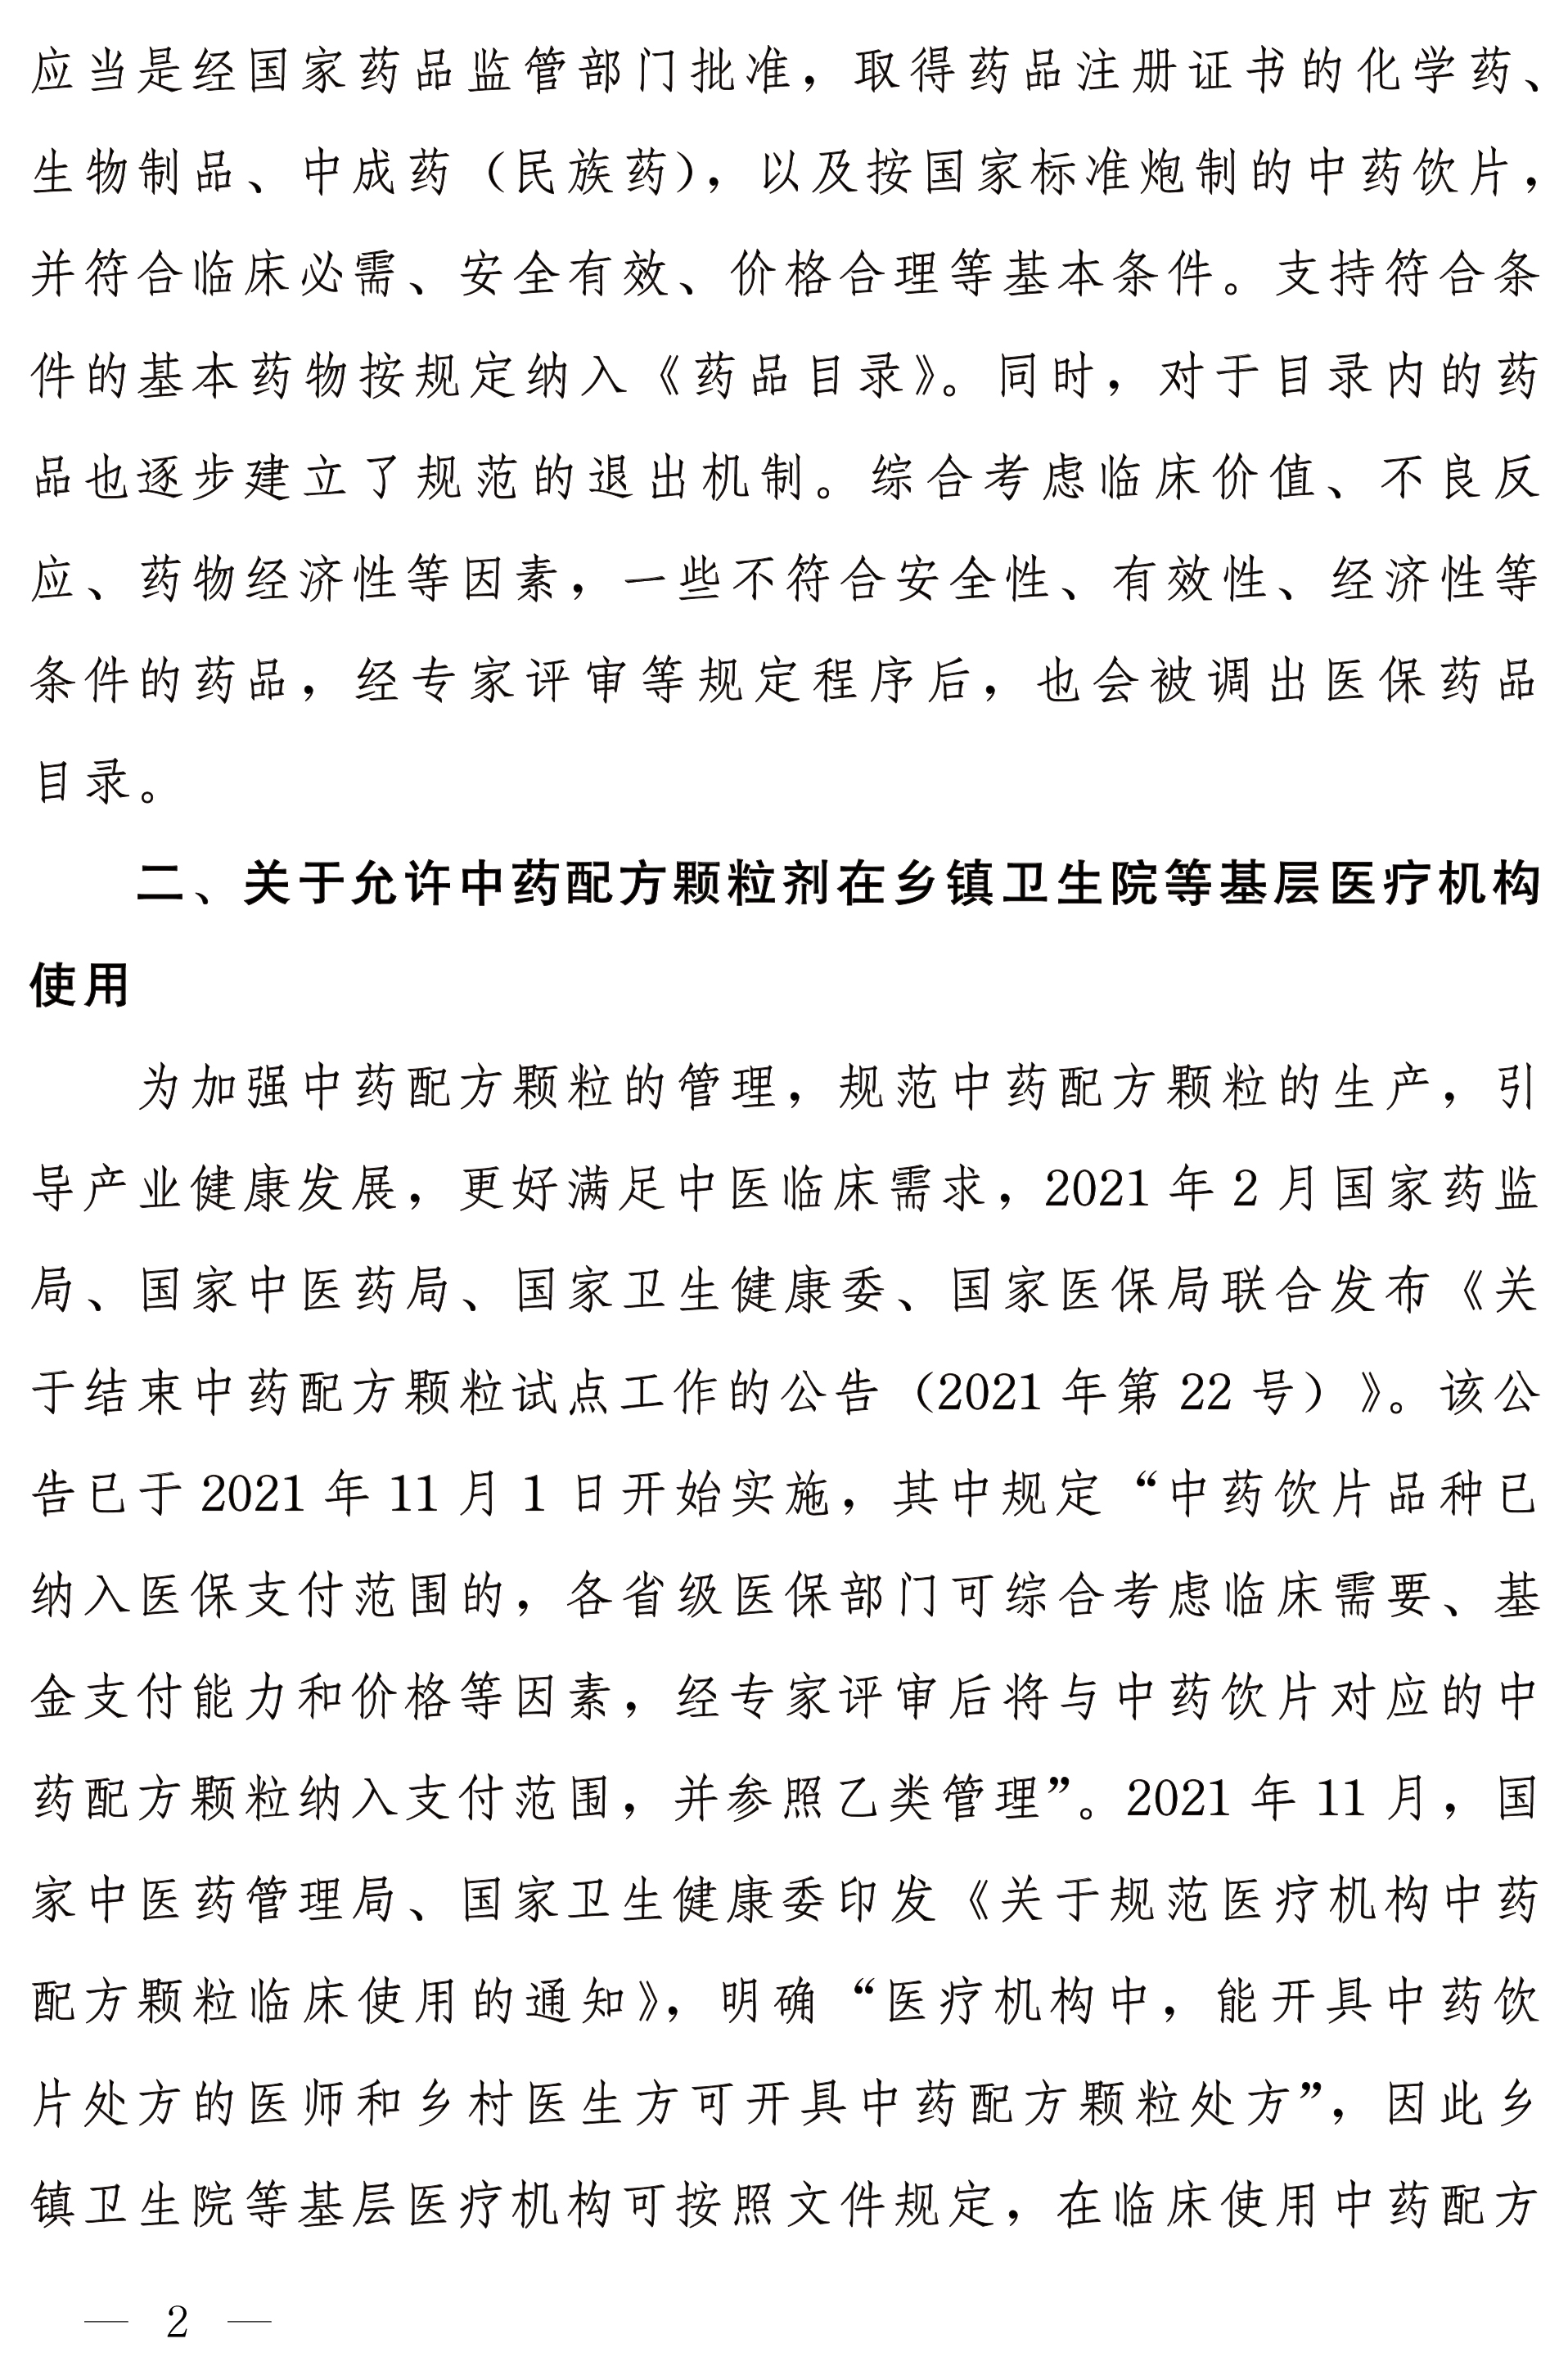 应当是经国家药品监管部门批准，取得药品注册证书的化学药、
生物制品、中成药（民族药），以及按国家标准炮制的中药饮片，
并符合临床必需、安全有效、价格合理等基本条件。支持符合条
件的基本药物按规定纳入《药品目录》。同时，对于目录内的药
品也逐步建立了规范的退出机制。综合考虑临床价值、不良反
应、药物经济性等因素，一些不符合安全性、有效性、经济性等
条件的药品，经专家评审等规定程序后，也会被调出医保药品
目录。
二、关于允许中药配方颗粒剂在乡镇卫生院等基层医疗机构
使用
为加强中药配方颗粒的管理，规范中药配方颗粒的生产，引
导产业健康发展，更好满足中医临床需求，2021 年 2 月国家药监
局、国家中医药局、国家卫生健康委、国家医保局联合发布《关
于结束中药配方颗粒试点工作的公告（2021 年第 22 号）》。该公
告已于 2021 年 11 月 1 日开始实施，其中规定“中药饮片品种已
纳入医保支付范围的，各省级医保部门可综合考虑临床需要、基
金支付能力和价格等因素，经专家评审后将与中药饮片对应的中
药配方颗粒纳入支付范围，并参照乙类管理”。2021 年 11 月，国
家中医药管理局、国家卫生健康委印发《关于规范医疗机构中药
配方颗粒临床使用的通知》，明确“医疗机构中，能开具中药饮
片处方的医师和乡村医生方可开具中药配方颗粒处方”，因此乡
镇卫生院等基层医疗机构可按照文件规定，在临床使用中药配方
— 2 —